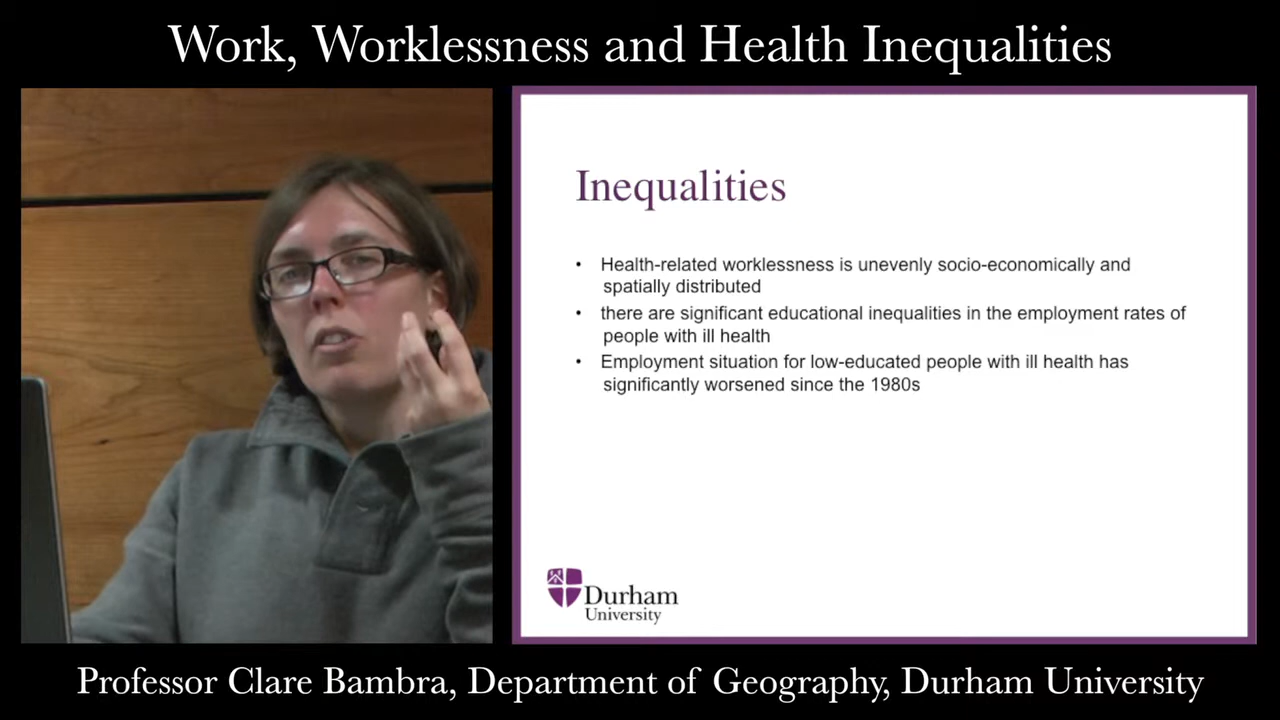 Work, Worklessness and Health Inequalities
Inequalities
• Health-related worklessness is unevenly socio-economically and
spatially distributed
• there are significant educational inequalities in the employment rates of
people with ill health
• Employment situation for low-educated people with ill health has
significantly worsened since the 1980s
Durham
University
Professor Clare Bambra, Department of Geography, Durham University